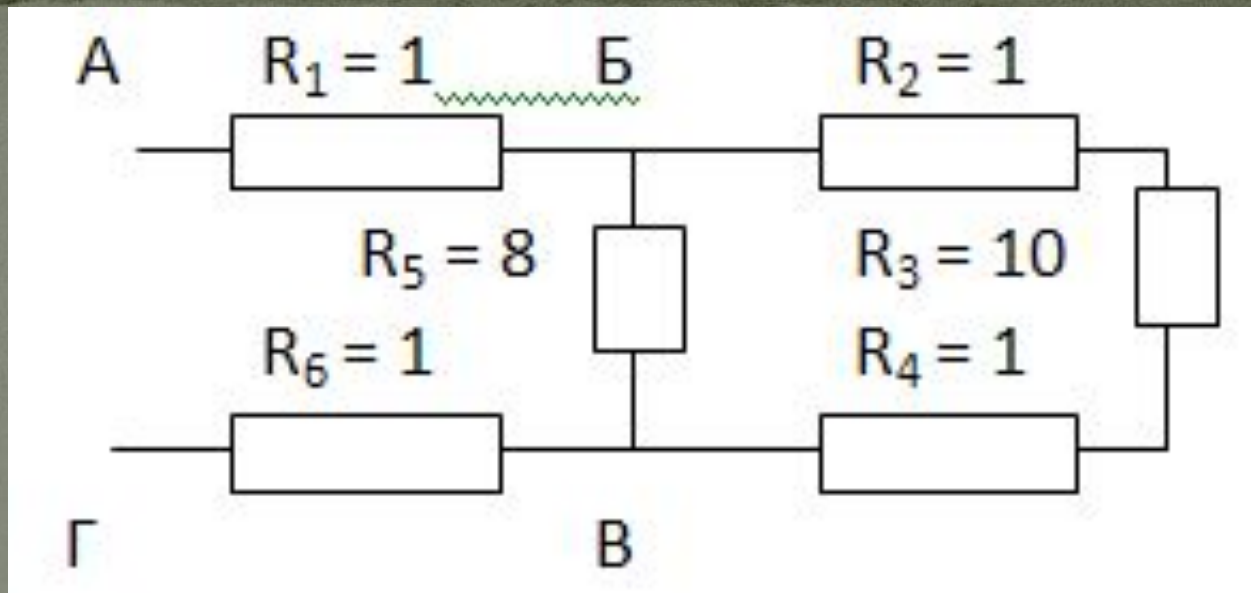 А R₁ = 1 Б R₂ = 1
R₅ = 8 R₃ = 10
R₆ = 1 R₄ = 1
Г В